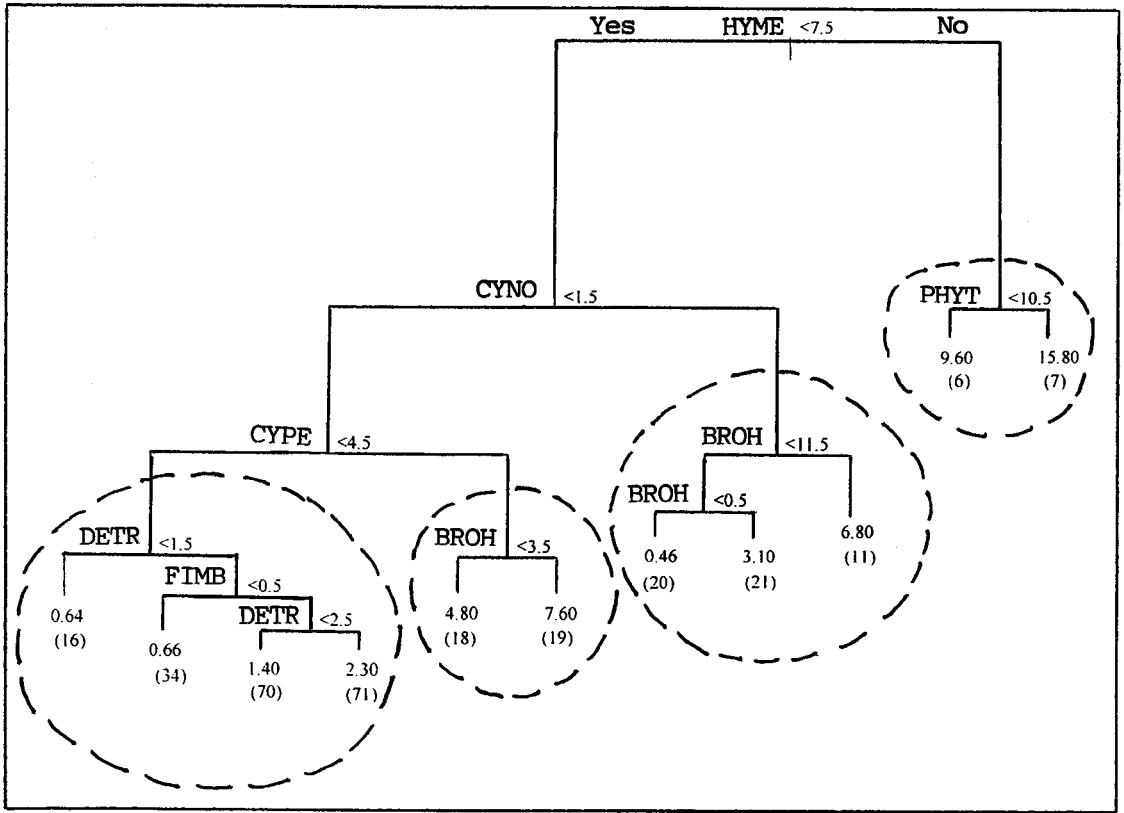 Yes HYME <7.5 No
CYNO <1.5
PHYT <10.5
9.60 15.80
(6) (7)
CYPE <4.5
BROH <11.5
BROH <0.5
6.80
(11)
0.46 3.10
(20) (21)
DETR <1.5
BROH <3.5
FIMB <0.5
0.64
(16)
DETR <2.5
4.80 7.60
(18) (19)
0.66
(34)
1.40 2.30
(70) (71)